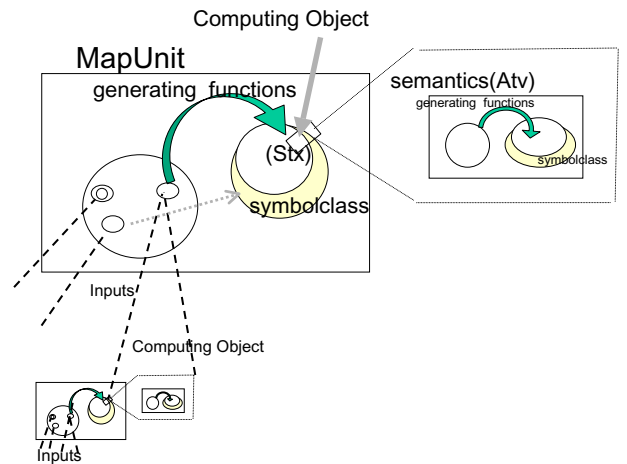 Computing Object
MapUnit
generating functions
semantics(Atv)
generating functions
(Stx)
symbolclass
symbolclass
Inputs
Computing Object
Inputs